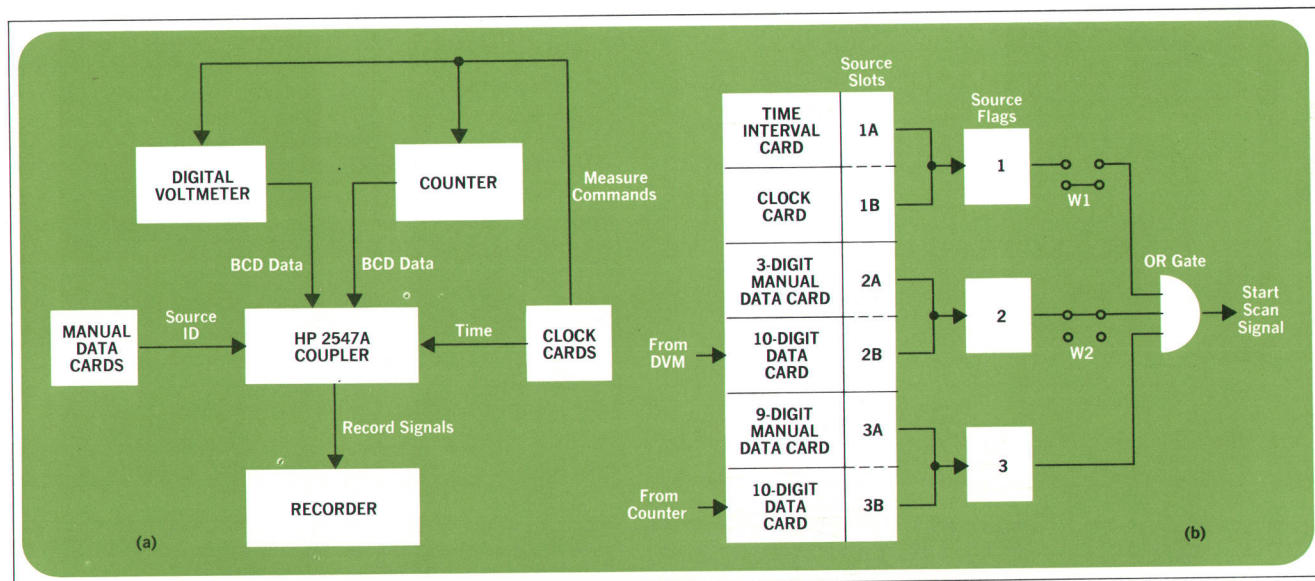 DIGITAL
VOLTMETER
COUNTER
Measure
Commands
BCD Data
BCD Data
MANUAL
DATA
CARDS
Source
ID
HP 2547A
COUPLER
Time
CLOCK
CARDS
Record Signals
RECORDER
(a)
Source
Slots
TIME
INTERVAL
CARD
1A
CLOCK
CARD
1B
3-DIGIT
MANUAL
DATA CARD
2A
From
DVM
10-DIGIT
DATA
CARD
2B
9-DIGIT
MANUAL
DATA CARD
3A
From
Counter
10-DIGIT
DATA
CARD
3B
Source
Flags
1
W1
2
W2
3
OR Gate
Start
Scan
Signal
(b)